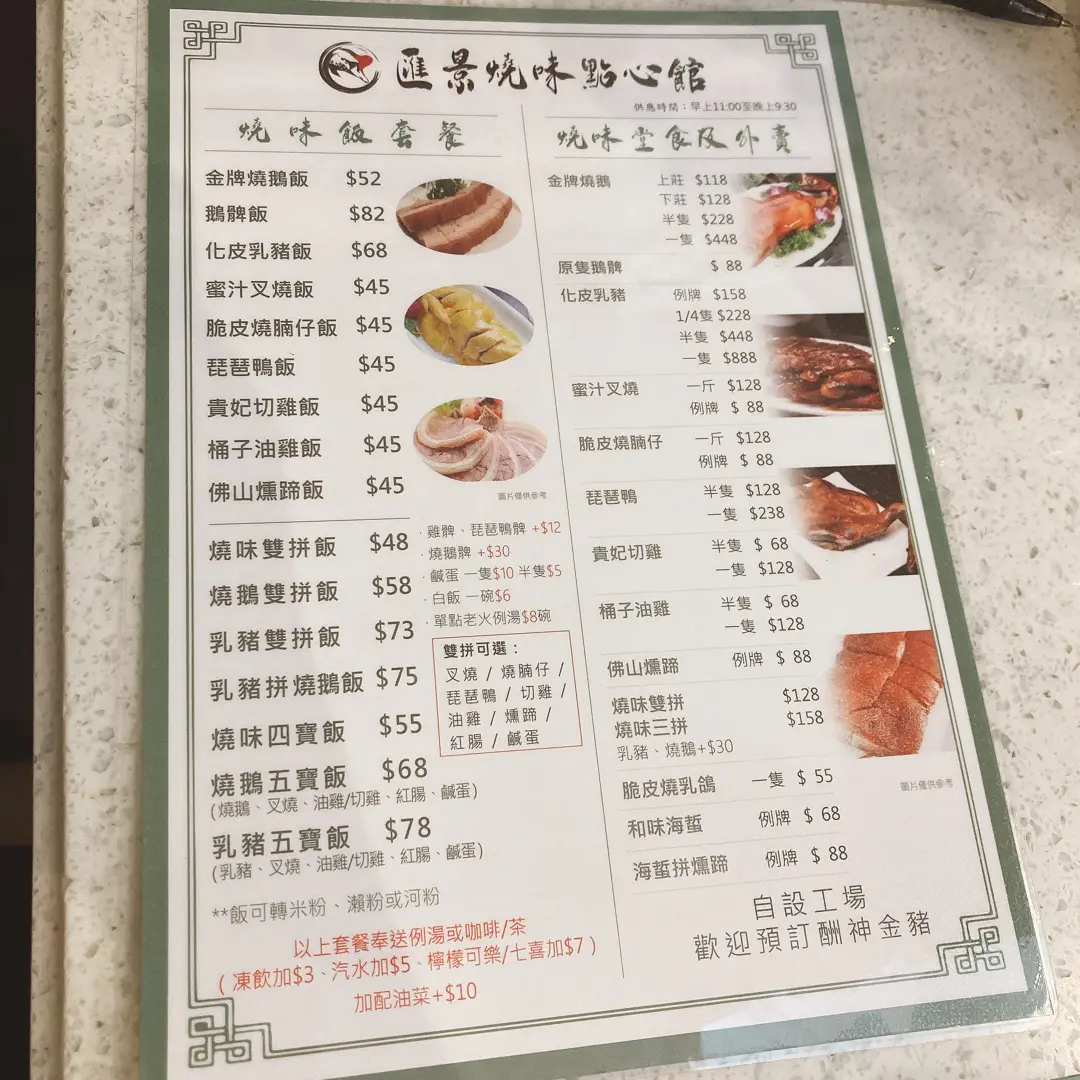 匯景燒味點心館
供應時間：早上11:00至晚上9:30
燒味飯套餐
金牌燒鵝飯 $52
鵝髀飯 $82
化皮乳豬飯 $68
蜜汁叉燒飯 $45
脆皮燒腩仔飯 $45
琵琶鴨飯 $45
貴妃切雞飯 $45
桶子油雞飯 $45
佛山燻蹄飯 $45
圖片僅供參考
燒味雙拼飯 $48
燒鵝雙拼飯 $58
乳豬雙拼飯 $73
乳豬拼燒鵝飯 $75
燒味四寶飯 $55
燒鵝五寶飯 $68
(燒鵝、叉燒、油雞/切雞、紅腸、鹹蛋)
乳豬五寶飯 $78
(乳豬、叉燒、油雞/切雞、紅腸、鹹蛋)
· 雞髀、琵琶鴨髀 +$12
· 燒鵝髀 +$30
· 鹹蛋 一隻$10 半隻$5
· 白飯 一碗$6
· 單點老火例湯$8碗
雙拼可選：
叉燒 / 燒腩仔 /
琵琶鴨 / 切雞 /
油雞 / 燻蹄 /
紅腸 / 鹹蛋
**飯可轉米粉、瀨粉或河粉
以上套餐奉送例湯或咖啡/茶
( 凍飲加$3、汽水加$5、檸檬可樂/七喜加$7 )
加配油菜+$10
燒味堂食及外賣
金牌燒鵝 上莊 $118
下莊 $128
半隻 $228
一隻 $448
原隻鵝髀 $ 88
化皮乳豬 例牌 $158
1/4隻 $228
半隻 $448
一隻 $888
蜜汁叉燒 一斤 $128
例牌 $ 88
脆皮燒腩仔 一斤 $128
例牌 $ 88
琵琶鴨 半隻 $128
一隻 $238
貴妃切雞 半隻 $ 68
一隻 $128
桶子油雞 半隻 $ 68
一隻 $128
佛山燻蹄 例牌 $ 88
燒味雙拼 $128
燒味三拼 $158
乳豬、燒鵝+$30
脆皮燒乳鴿 一隻 $ 55
圖片僅供參考
和味海蜇 例牌 $ 68
海蜇拼燻蹄 例牌 $ 88
自設工場
歡迎預訂酬神金豬